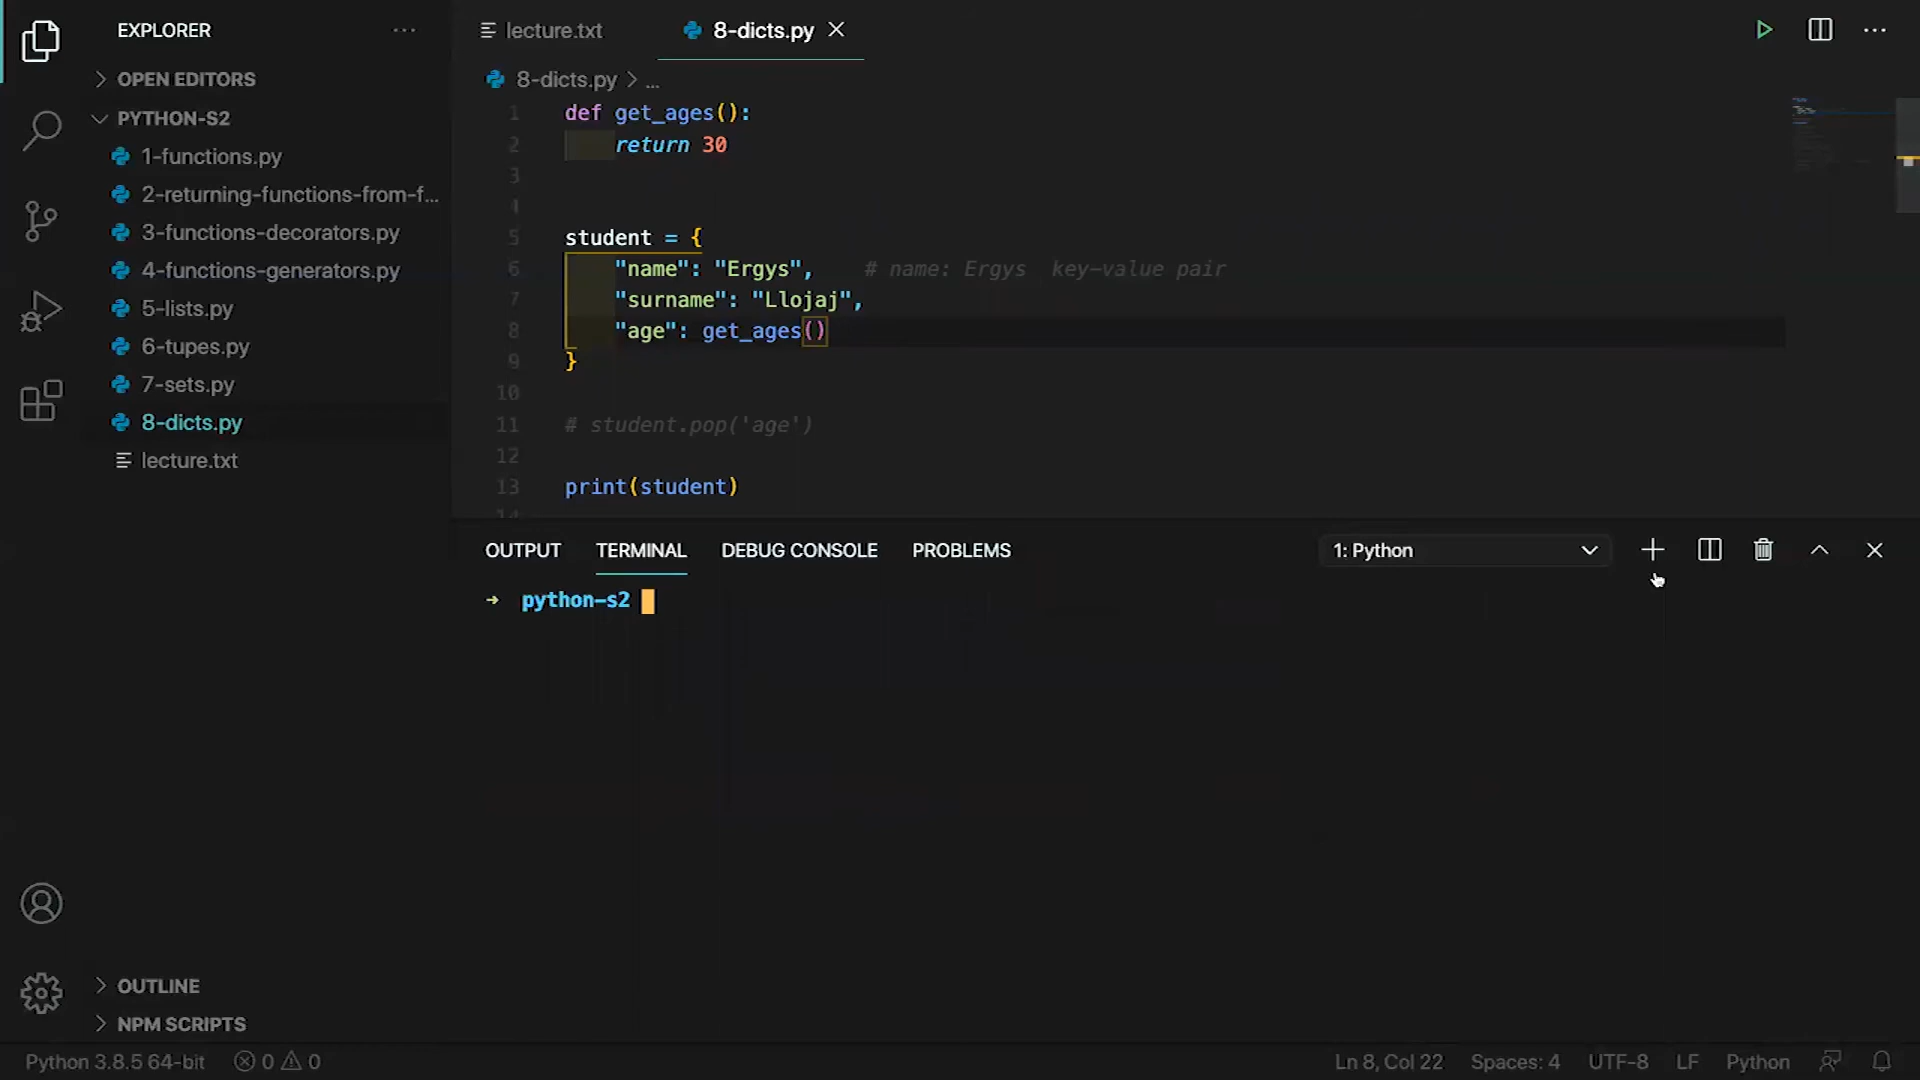 EXPLORER
OPEN EDITORS
PYTHON-S2
1-functions.py
2-returning-functions-from-f...
3-functions-decorators.py
4-functions-generators.py
5-lists.py
6-tupes.py
7-sets.py
8-dicts.py
lecture.txt
OUTLINE
NPM SCRIPTS
lecture.txt
8-dicts.py
8-dicts.py > ...
1 def get_ages():
2 return 30
3
4
5 student = {
6 "name": "Ergys", # name: Ergys key-value pair
7 "surname": "Llojaj",
8 "age": get_ages()
9 }
10
11 # student.pop('age')
12
13 print(student)
14
OUTPUT TERMINAL DEBUG CONSOLE PROBLEMS
1: Python
→ python-s2
Python 3.8.5 64-bit 0 0
Ln 8, Col 22 Spaces: 4 UTF-8 LF Python